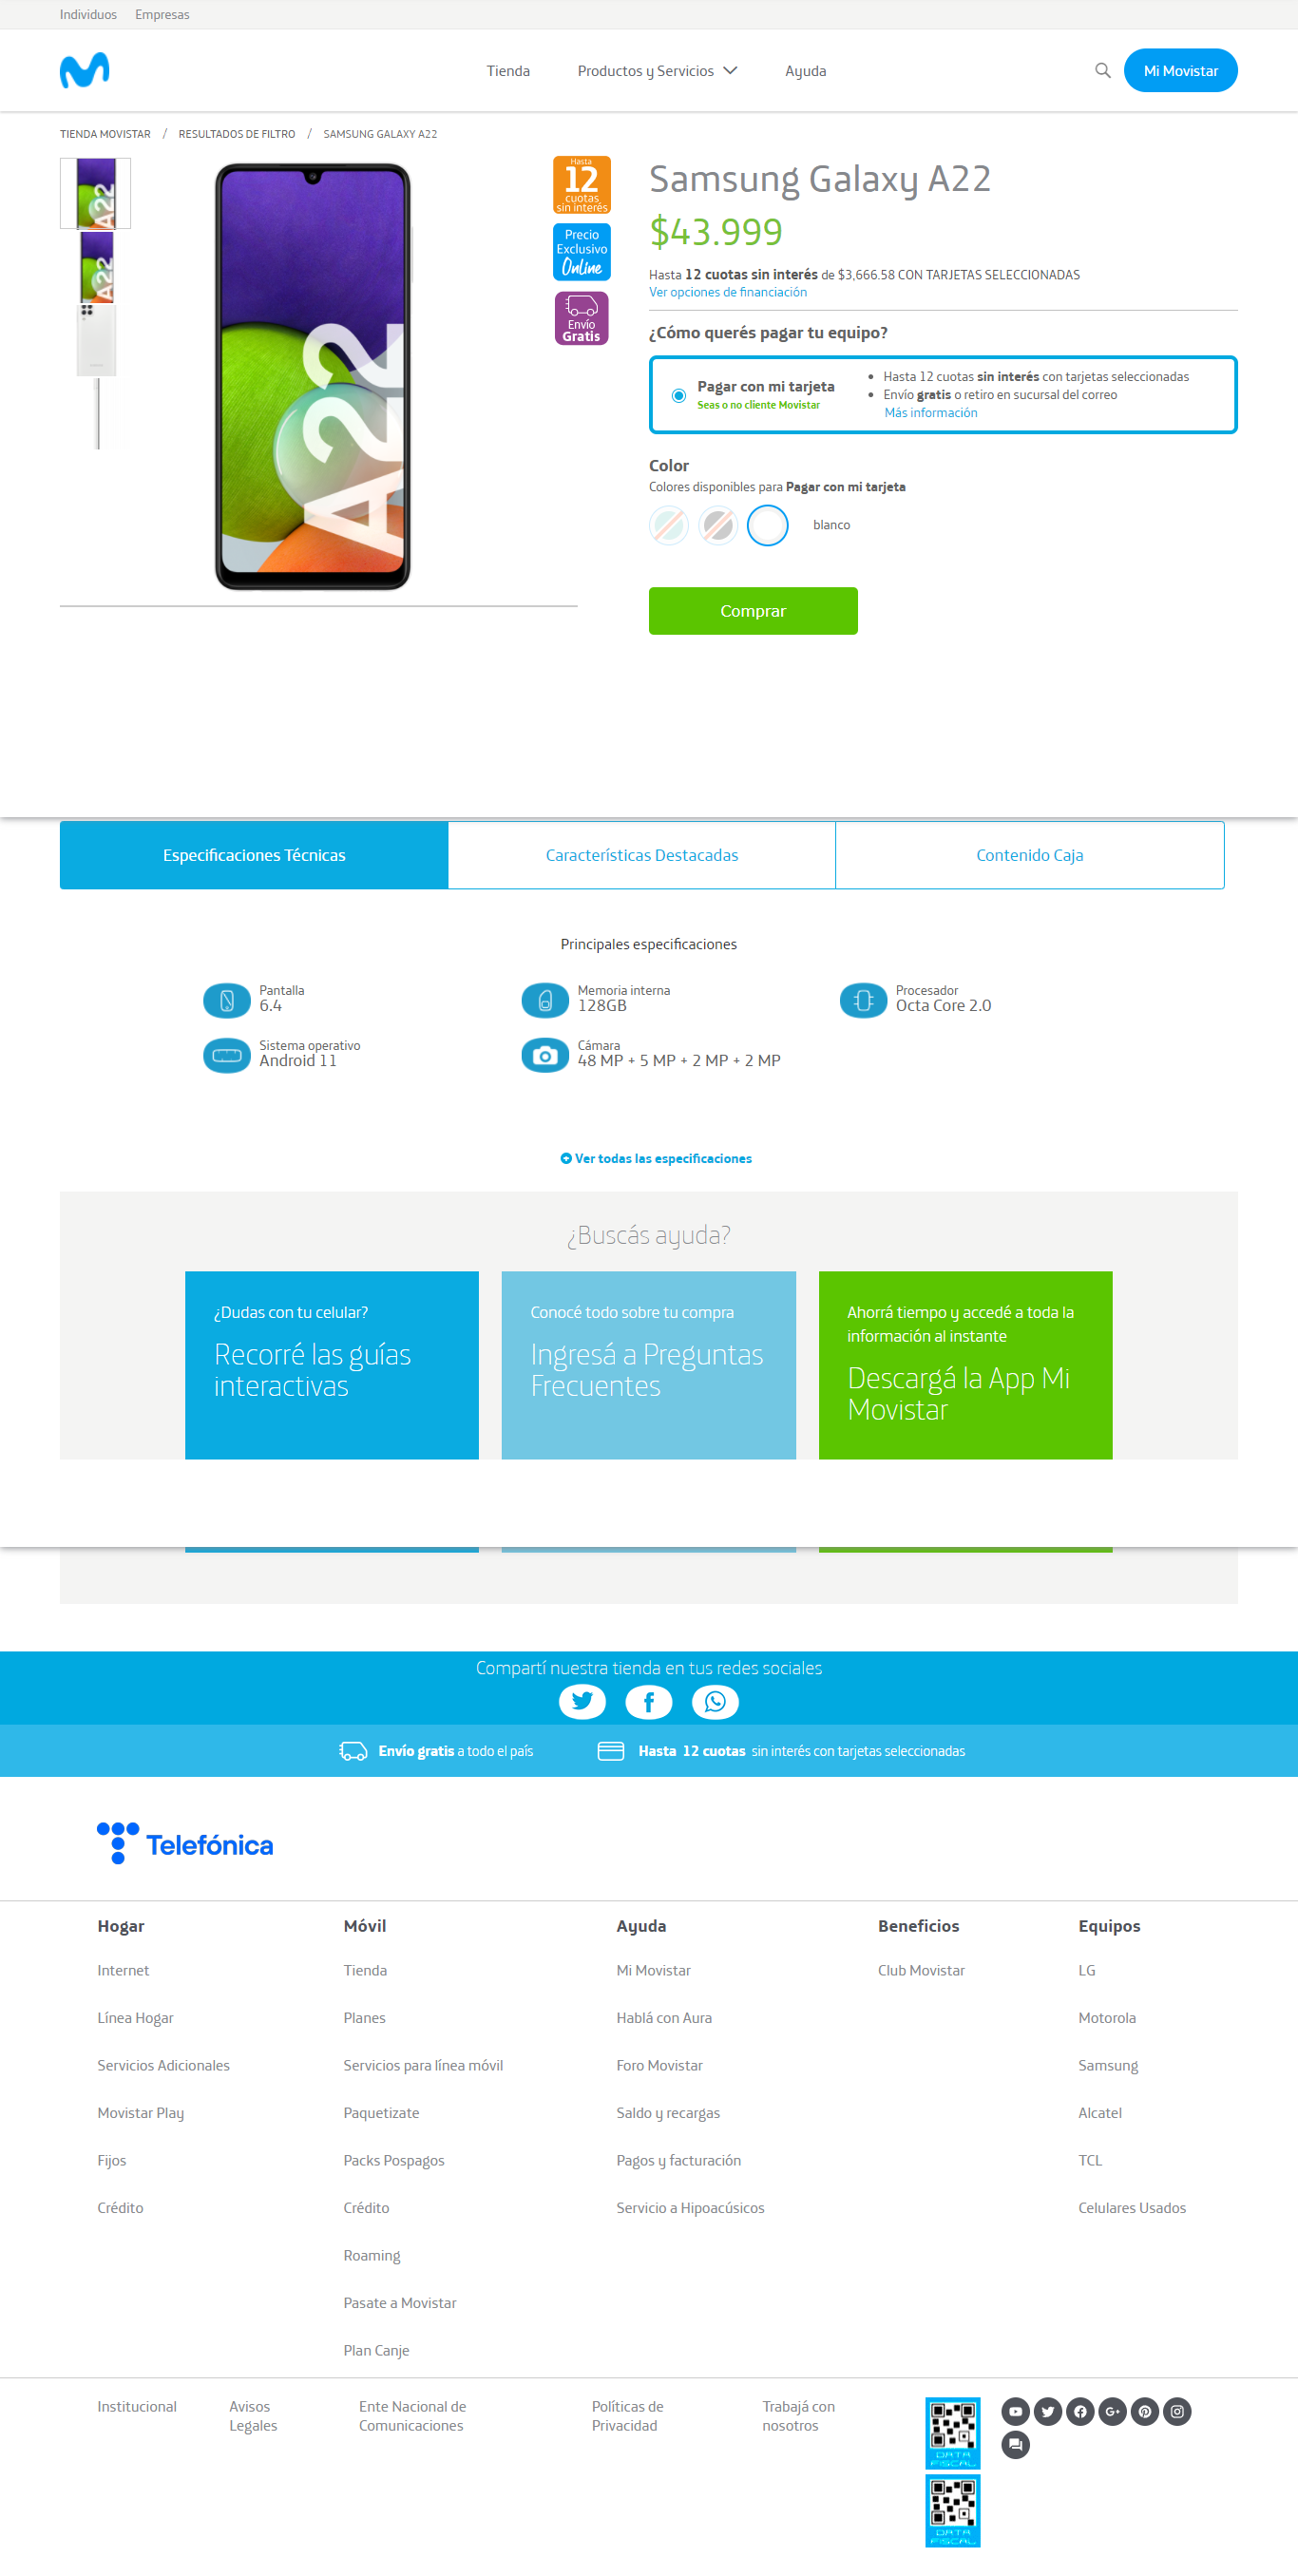 Individuos Empresas
Tienda Productos y Servicios Ayuda Mi Movistar
TIENDA MOVISTAR / RESULTADOS DE FILTRO / SAMSUNG GALAXY A22
A22
A22
A22
Hasta
12
cuotas
sin interés
Precio
Exclusivo
Online
Envío
Gratis
Samsung Galaxy A22
$43.999
Hasta 12 cuotas sin interés de $3,666.58 CON TARJETAS SELECCIONADAS
Ver opciones de financiación
¿Cómo querés pagar tu equipo?
Pagar con mi tarjeta
Seas o no cliente Movistar
Hasta 12 cuotas sin interés con tarjetas seleccionadas
Envío gratis o retiro en sucursal del correo
Más información
Color
Colores disponibles para Pagar con mi tarjeta
blanco
Comprar
Especificaciones Técnicas Características Destacadas Contenido Caja
Principales especificaciones
Pantalla
6.4
Memoria interna
128GB
Procesador
Octa Core 2.0
Sistema operativo
Android 11
Cámara
48 MP + 5 MP + 2 MP + 2 MP
Ver todas las especificaciones
¿Buscás ayuda?
¿Dudas con tu celular?
Recorré las guías
interactivas
Conocé todo sobre tu compra
Ingresá a Preguntas
Frecuentes
Ahorrá tiempo y accedé a toda la
información al instante
Descargá la App Mi
Movistar
Compartí nuestra tienda en tus redes sociales
Envío gratis a todo el país
Hasta 12 cuotas sin interés con tarjetas seleccionadas
Telefónica
Hogar
Internet
Línea Hogar
Servicios Adicionales
Movistar Play
Fijos
Crédito
Móvil
Tienda
Planes
Servicios para línea móvil
Paquetizate
Packs Pospagos
Crédito
Roaming
Pasate a Movistar
Plan Canje
Ayuda
Mi Movistar
Hablá con Aura
Foro Movistar
Saldo y recargas
Pagos y facturación
Servicio a Hipoacúsicos
Beneficios
Club Movistar
Equipos
LG
Motorola
Samsung
Alcatel
TCL
Celulares Usados
Institucional
Avisos
Legales
Ente Nacional de
Comunicaciones
Políticas de
Privacidad
Trabajá con
nosotros
DATA
FISCAL
DATA
FISCAL
G+